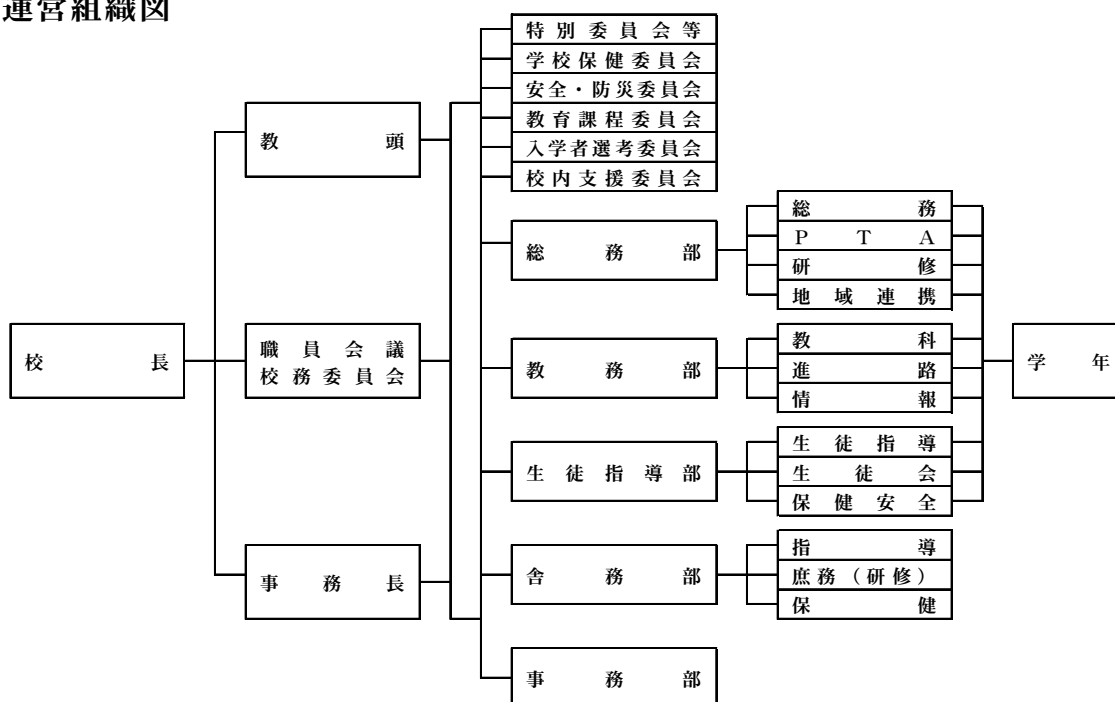 運営組織図
特別委員会等
学校保健委員会
安全・防災委員会
教育課程委員会
入学者選考委員会
校内支援委員会
教頭
総務部
総務
PTA
研修
地域連携
校長
職員会議
校務委員会
教務部
教科
進路
情報
学年
生徒指導部
生徒指導
生徒会
保健安全
事務長
舎務部
指導
庶務（研修）
保健
事務部